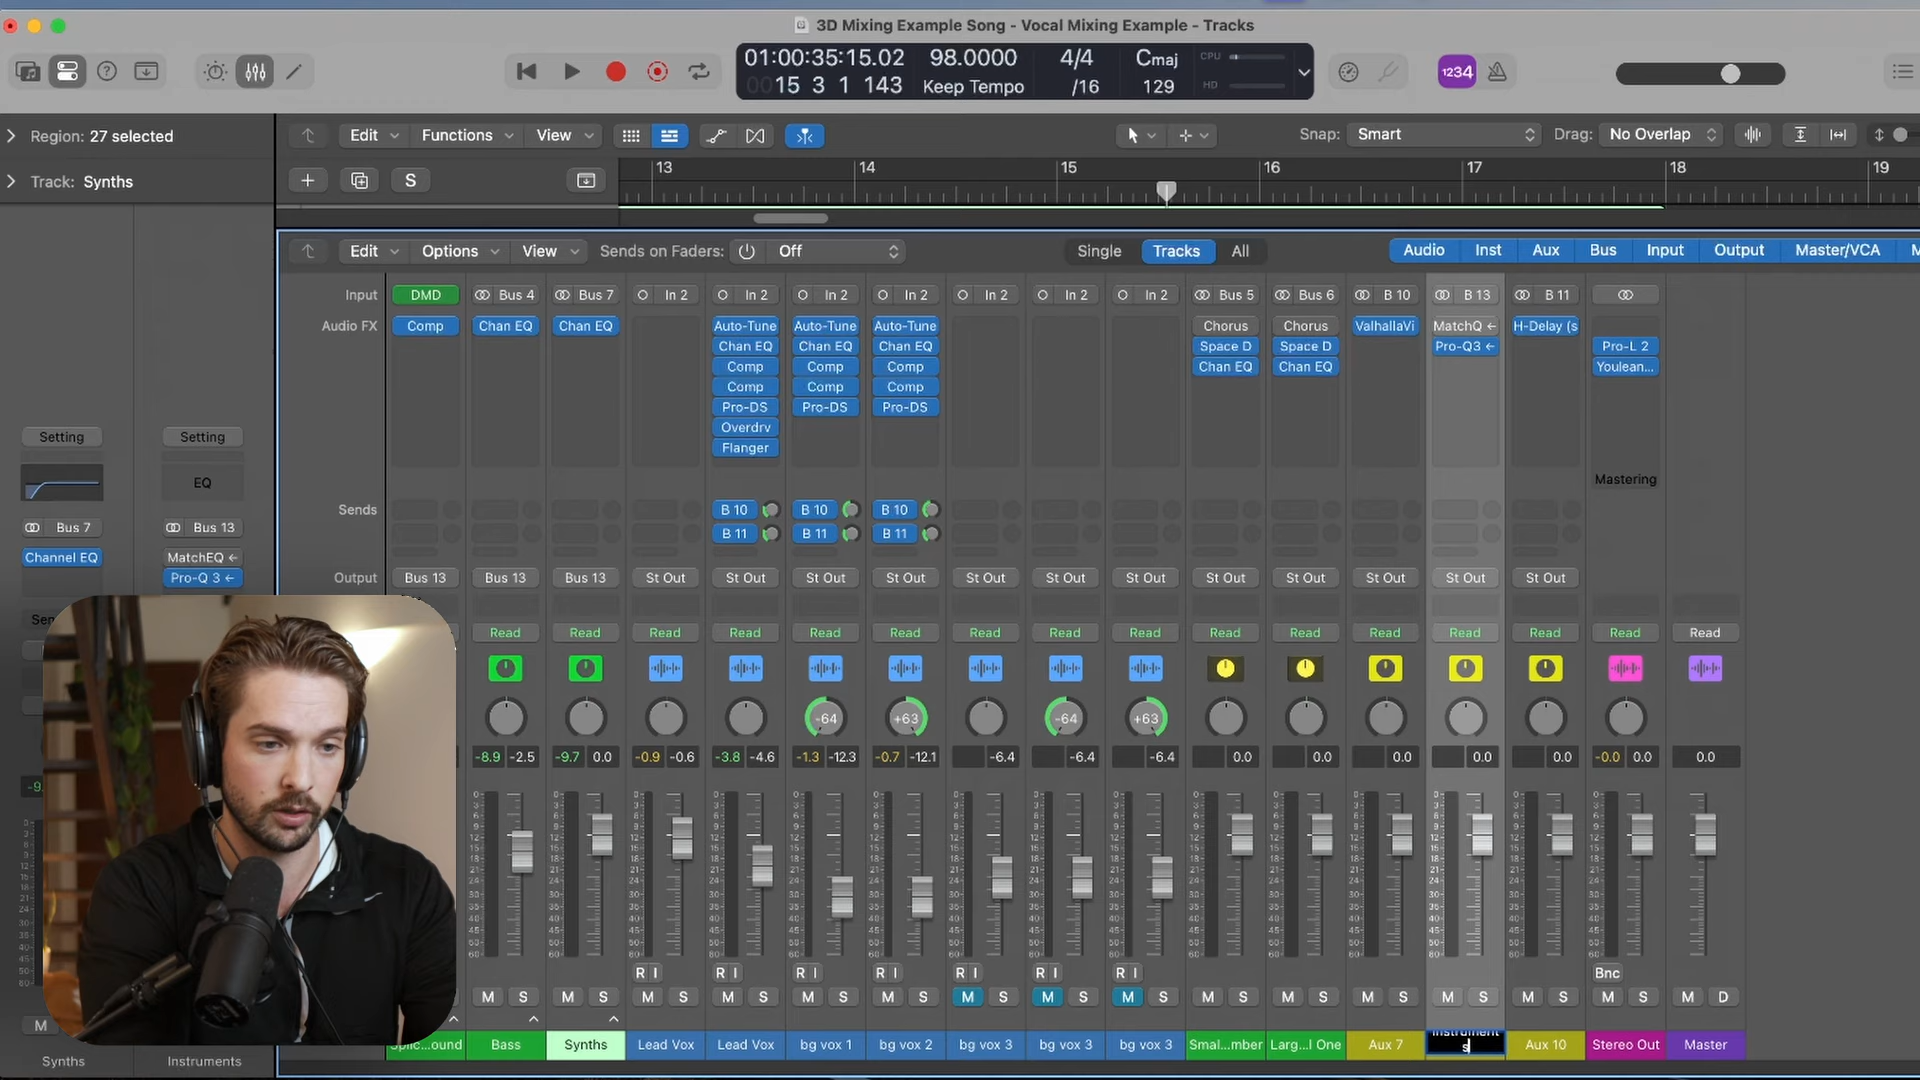 3D Mixing Example Song - Vocal Mixing Example - Tracks
01:00:35:15.02 98.0000 4/4 Cmaj CPU
0015 3 1 143 Keep Tempo /16 129 HD
1234
Region: 27 selected
Edit Functions View Snap: Smart Drag: No Overlap
Track: Synths
S
13 14 15 16 17 18 19
Edit Options View Sends on Faders: Off Single Tracks All Audio Inst Aux Bus Input Output Master/VCA M
Input DMD Bus 4 Bus 7 In 2 In 2 In 2 In 2 In 2 In 2 In 2 Bus 5 Bus 6 B 10 B 13 B 11
Audio FX Comp Chan EQ Chan EQ Auto-Tune Auto-Tune Auto-Tune Chorus Chorus ValhallaVi MatchQ ← H-Delay (s
Chan EQ Chan EQ Chan EQ Space D Space D Pro-Q3 ← Pro-L 2
Comp Comp Comp Chan EQ Chan EQ Youlean...
Comp Comp Comp
Pro-DS Pro-DS Pro-DS
Overdrv
Setting Setting
Flanger
EQ Mastering
Sends B 10 B 10 B 10
Bus 7 Bus 13 B 11 B 11 B 11
Channel EQ MatchEQ ←
Pro-Q 3 ← Output Bus 13 Bus 13 Bus 13 St Out St Out St Out St Out St Out St Out St Out St Out St Out St Out St Out St Out
Sen
Read Read Read Read Read Read Read Read Read Read Read Read Read Read Read Read
-64 +63 -64 +63
-8.9 -2.5 -9.7 0.0 -0.9 -0.6 -3.8 -4.6 -1.3 -12.3 -0.7 -12.1 -6.4 -6.4 -6.4 0.0 0.0 0.0 0.0 0.0 -0.0 0.0 0.0
R I R I R I R I R I R I R I Bnc
M S M S M S M S M S M S M S M S M S M S M S M S M S M S M S M D
M
Bass Synths Lead Vox Lead Vox bg vox 1 bg vox 2 bg vox 3 bg vox 3 bg vox 3 Smal...mber Larg...l One Aux 7 Instruments Aux 10 Stereo Out Master
Synths Instruments